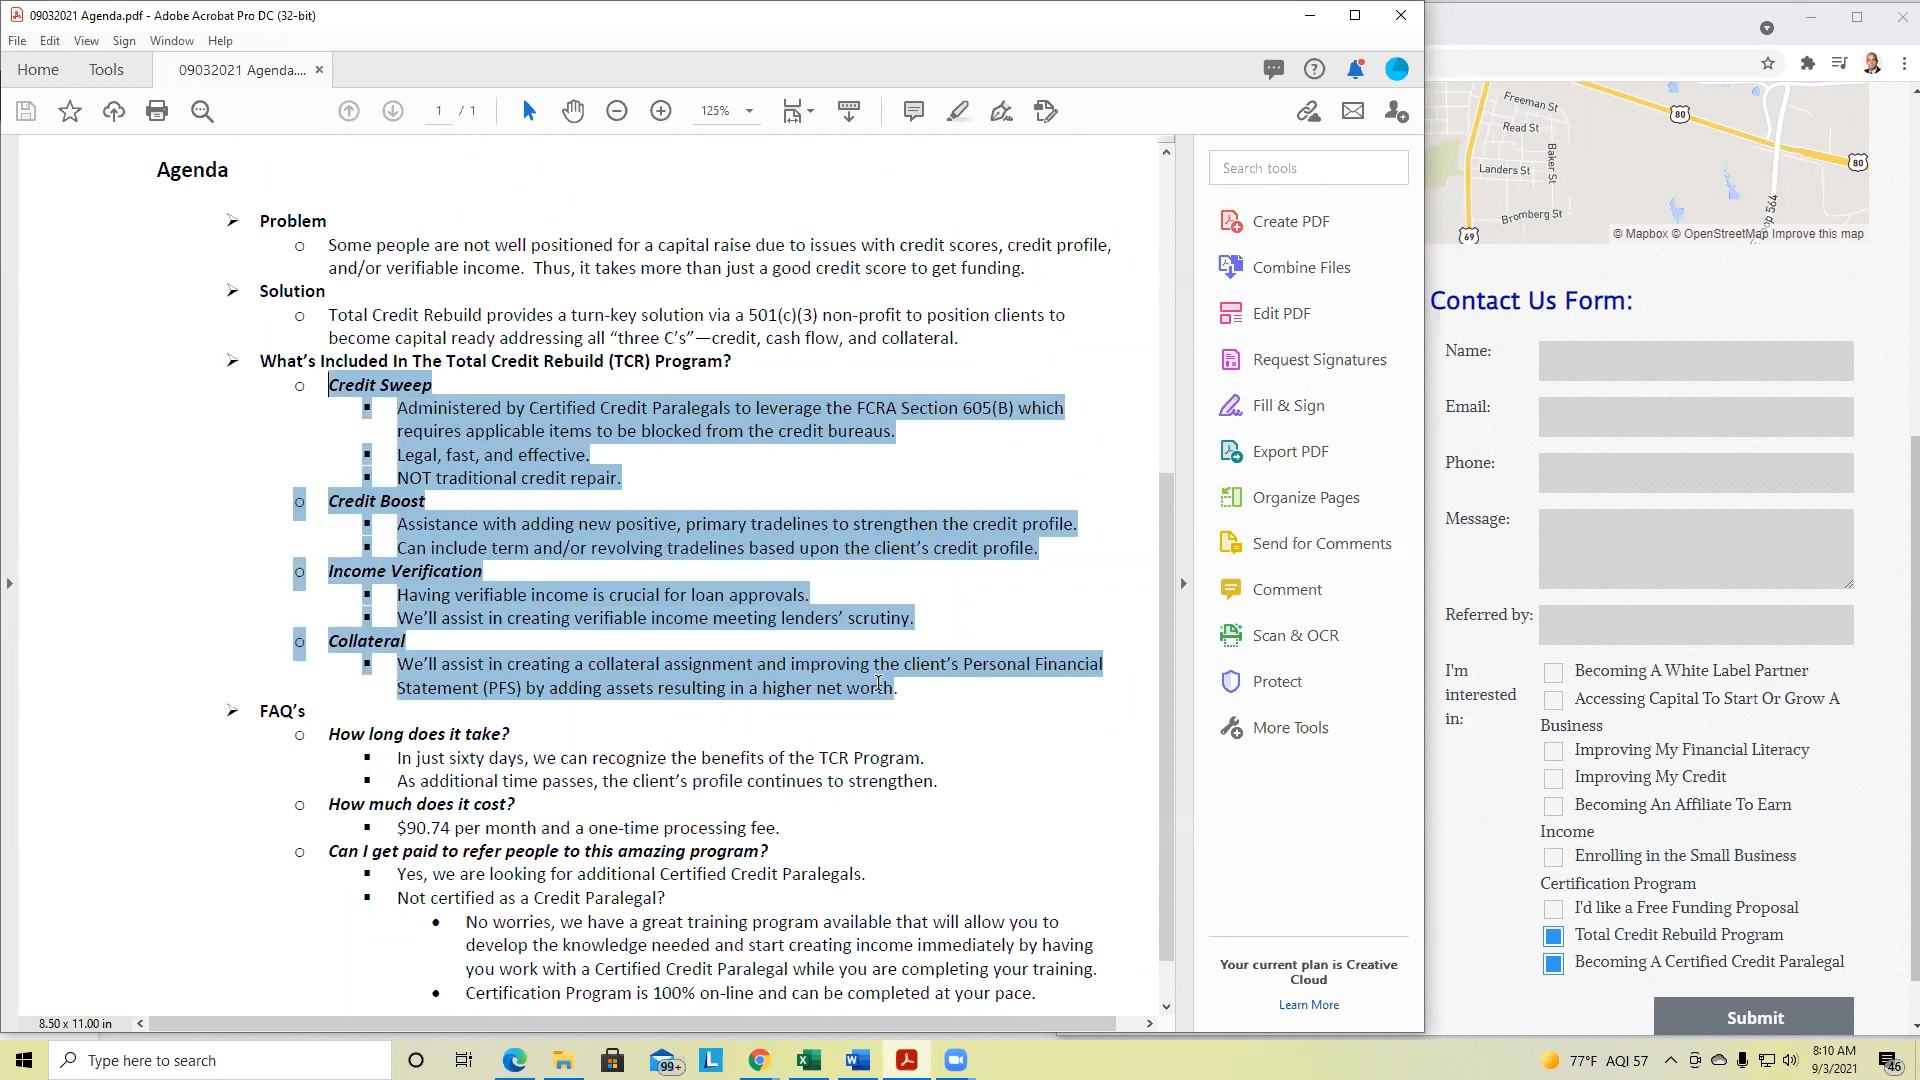 09032021 Agenda.pdf - Adobe Acrobat Pro DC (32-bit)
File Edit View Sign Window Help
Home Tools 09032021 Agenda....
1 / 1 125%
Agenda
Problem
Some people are not well positioned for a capital raise due to issues with credit scores, credit profile,
and/or verifiable income. Thus, it takes more than just a good credit score to get funding.
Solution
Total Credit Rebuild provides a turn-key solution via a 501(c)(3) non-profit to position clients to
become capital ready addressing all “three C’s”—credit, cash flow, and collateral.
What’s Included In The Total Credit Rebuild (TCR) Program?
Credit Sweep
Administered by Certified Credit Paralegals to leverage the FCRA Section 605(B) which
requires applicable items to be blocked from the credit bureaus.
Legal, fast, and effective.
NOT traditional credit repair.
Credit Boost
Assistance with adding new positive, primary tradelines to strengthen the credit profile.
Can include term and/or revolving tradelines based upon the client’s credit profile.
Income Verification
Having verifiable income is crucial for loan approvals.
We’ll assist in creating verifiable income meeting lenders’ scrutiny.
Collateral
We’ll assist in creating a collateral assignment and improving the client’s Personal Financial
Statement (PFS) by adding assets resulting in a higher net worth.
FAQ’s
How long does it take?
In just sixty days, we can recognize the benefits of the TCR Program.
As additional time passes, the client’s profile continues to strengthen.
How much does it cost?
$90.74 per month and a one-time processing fee.
Can I get paid to refer people to this amazing program?
Yes, we are looking for additional Certified Credit Paralegals.
Not certified as a Credit Paralegal?
No worries, we have a great training program available that will allow you to
develop the knowledge needed and start creating income immediately by having
you work with a Certified Credit Paralegal while you are completing your training.
Certification Program is 100% on-line and can be completed at your pace.
8.50 x 11.00 in
Search tools
Create PDF
Combine Files
Edit PDF
Request Signatures
Fill & Sign
Export PDF
Organize Pages
Send for Comments
Comment
Scan & OCR
Protect
More Tools
Your current plan is Creative
Cloud
Learn More
Freeman St
Read St
Baker St
Landers St
Bromberg St
80
80
69
Loop 564
© Mapbox © OpenStreetMap Improve this map
Contact Us Form:
Name:
Email:
Phone:
Message:
Referred by:
I'm
interested
in:
Becoming A White Label Partner
Accessing Capital To Start Or Grow A
Business
Improving My Financial Literacy
Improving My Credit
Becoming An Affiliate To Earn
Income
Enrolling in the Small Business
Certification Program
I'd like a Free Funding Proposal
Total Credit Rebuild Program
Becoming A Certified Credit Paralegal
Submit
Type here to search
99+
77°F AQI 57
8:10 AM
9/3/2021
46